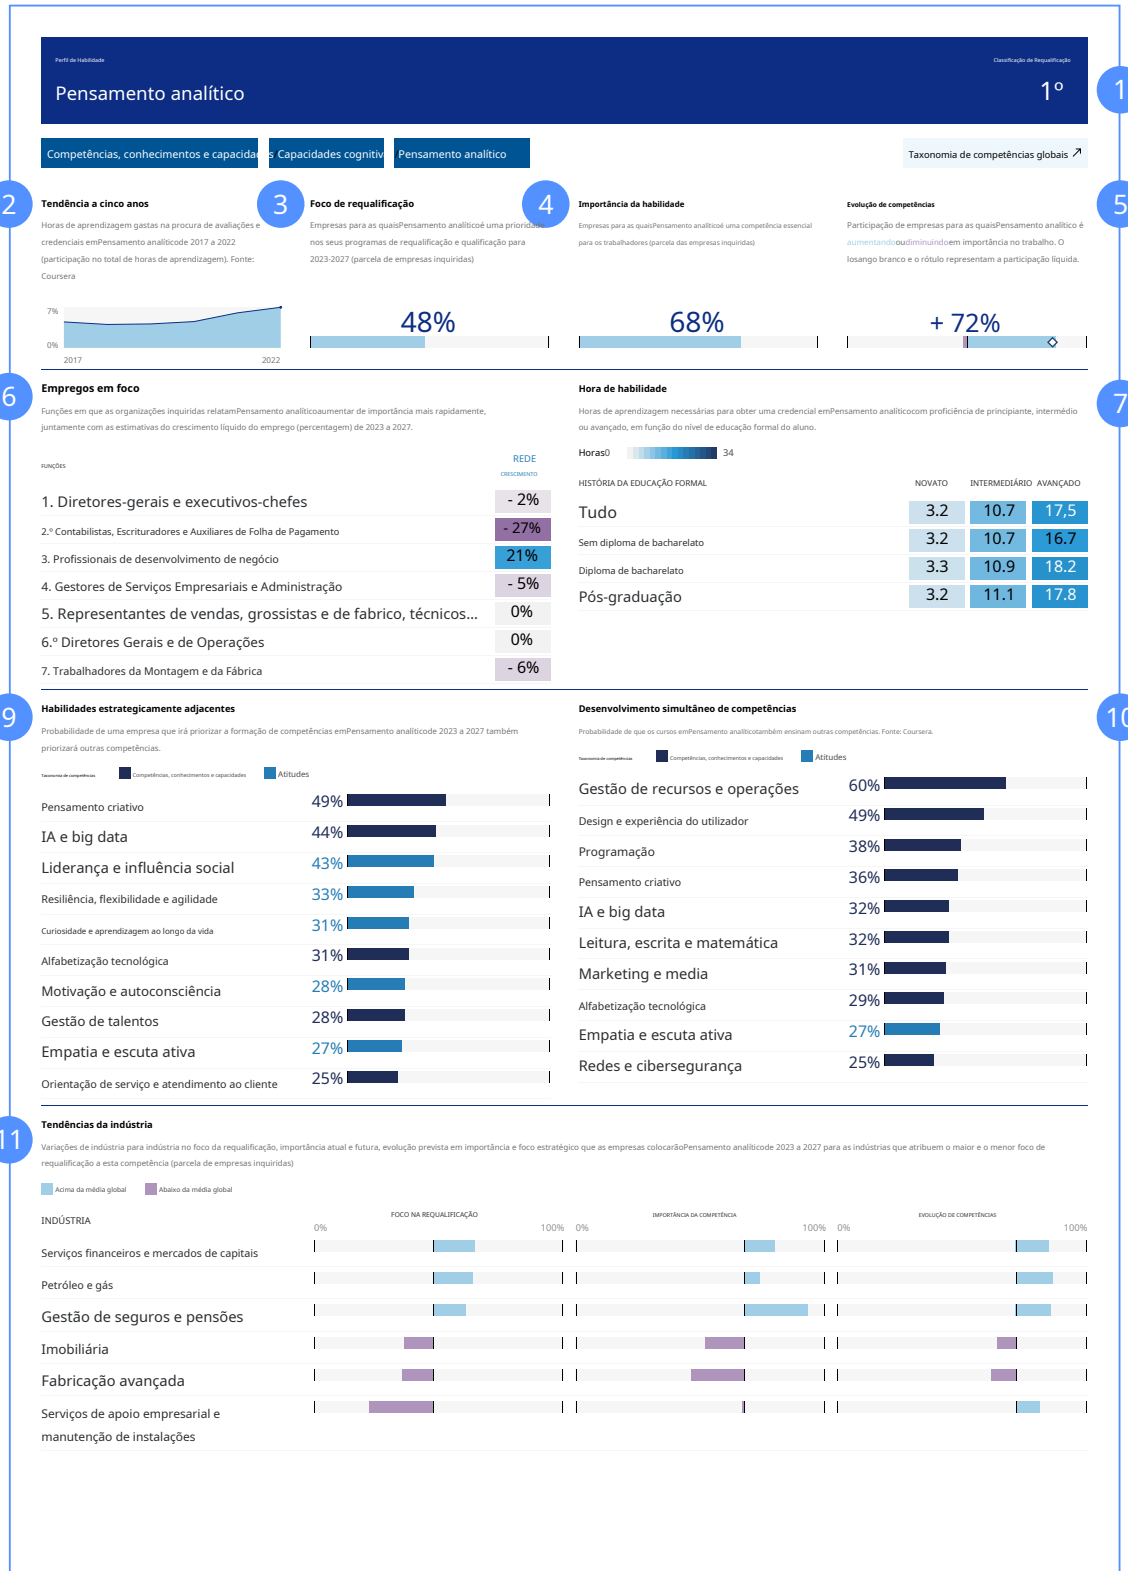 Perfil de Habilidade
Classificação de Requalificação
Pensamento analítico
1º
1
Competências, conhecimentos e capacidades
Capacidades cognitiv
Pensamento analítico
Taxonomia de competências globais
2
Tendência a cinco anos
Horas de aprendizagem gastas na procura de avaliações e
credenciais emPensamento analíticode 2017 a 2022
(participação no total de horas de aprendizagem). Fonte:
Coursera
7%
0%
2017
2022
3
Foco de requalificação
Empresas para as quaisPensamento analíticoé uma prioridade
nos seus programas de requalificação e qualificação para
2023-2027 (parcela de empresas inquiridas)
48%
4
Importância da habilidade
Empresas para as quaisPensamento analíticoé uma competência essencial
para os trabalhadores (parcela das empresas inquiridas)
68%
5
Evolução de competências
Participação de empresas para as quaisPensamento analítico é
aumentandooudiminuindoem importância no trabalho. O
losango branco e o rótulo representam a participação líquida.
+ 72%
6
Empregos em foco
Funções em que as organizações inquiridas relatamPensamento analíticoaumentar de importância mais rapidamente,
juntamente com as estimativas do crescimento líquido do emprego (percentagem) de 2023 a 2027.
FUNÇÕES
REDE
CRESCIMENTO
1. Diretores-gerais e executivos-chefes
- 2%
2.º Contabilistas, Escrituradores e Auxiliares de Folha de Pagamento
- 27%
3. Profissionais de desenvolvimento de negócio
21%
4. Gestores de Serviços Empresariais e Administração
- 5%
5. Representantes de vendas, grossistas e de fabrico, técnicos...
0%
6.º Diretores Gerais e de Operações
0%
7. Trabalhadores da Montagem e da Fábrica
- 6%
7
Hora de habilidade
Horas de aprendizagem necessárias para obter uma credencial emPensamento analíticocom proficiência de principiante, intermédio
ou avançado, em função do nível de educação formal do aluno.
Horas0
34
HISTÓRIA DA EDUCAÇÃO FORMAL
NOVATO
INTERMEDIÁRIO
AVANÇADO
Tudo
3.2
10.7
17,5
Sem diploma de bacharelato
3.2
10.7
16.7
Diploma de bacharelato
3.3
10.9
18.2
Pós-graduação
3.2
11.1
17.8
9
Habilidades estrategicamente adjacentes
Probabilidade de uma empresa que irá priorizar a formação de competências emPensamento analíticode 2023 a 2027 também
priorizará outras competências.
Taxonomia de competências
Competências, conhecimentos e capacidades
Atitudes
Pensamento criativo
49%
IA e big data
44%
Liderança e influência social
43%
Resiliência, flexibilidade e agilidade
33%
Curiosidade e aprendizagem ao longo da vida
31%
Alfabetização tecnológica
31%
Motivação e autoconsciência
28%
Gestão de talentos
28%
Empatia e escuta ativa
27%
Orientação de serviço e atendimento ao cliente
25%
10
Desenvolvimento simultâneo de competências
Probabilidade de que os cursos emPensamento analíticotambém ensinam outras competências. Fonte: Coursera.
Taxonomia de competências
Competências, conhecimentos e capacidades
Atitudes
Gestão de recursos e operações
60%
Design e experiência do utilizador
49%
Programação
38%
Pensamento criativo
36%
IA e big data
32%
Leitura, escrita e matemática
32%
Marketing e media
31%
Alfabetização tecnológica
29%
Empatia e escuta ativa
27%
Redes e cibersegurança
25%
11
Tendências da indústria
Variações de indústria para indústria no foco da requalificação, importância atual e futura, evolução prevista em importância e foco estratégico que as empresas colocarãoPensamento analíticode 2023 a 2027 para as indústrias que atribuem o maior e o menor foco de
requalificação a esta competência (parcela de empresas inquiridas)
Acima da média global
Abaixo da média global
INDÚSTRIA
FOCO NA REQUALIFICAÇÃO
IMPORTÂNCIA DA COMPETÊNCIA
EVOLUÇÃO DE COMPETÊNCIAS
0%
100%
0%
100%
0%
100%
Serviços financeiros e mercados de capitais
Petróleo e gás
Gestão de seguros e pensões
Imobiliária
Fabricação avançada
Serviços de apoio empresarial e
manutenção de instalações